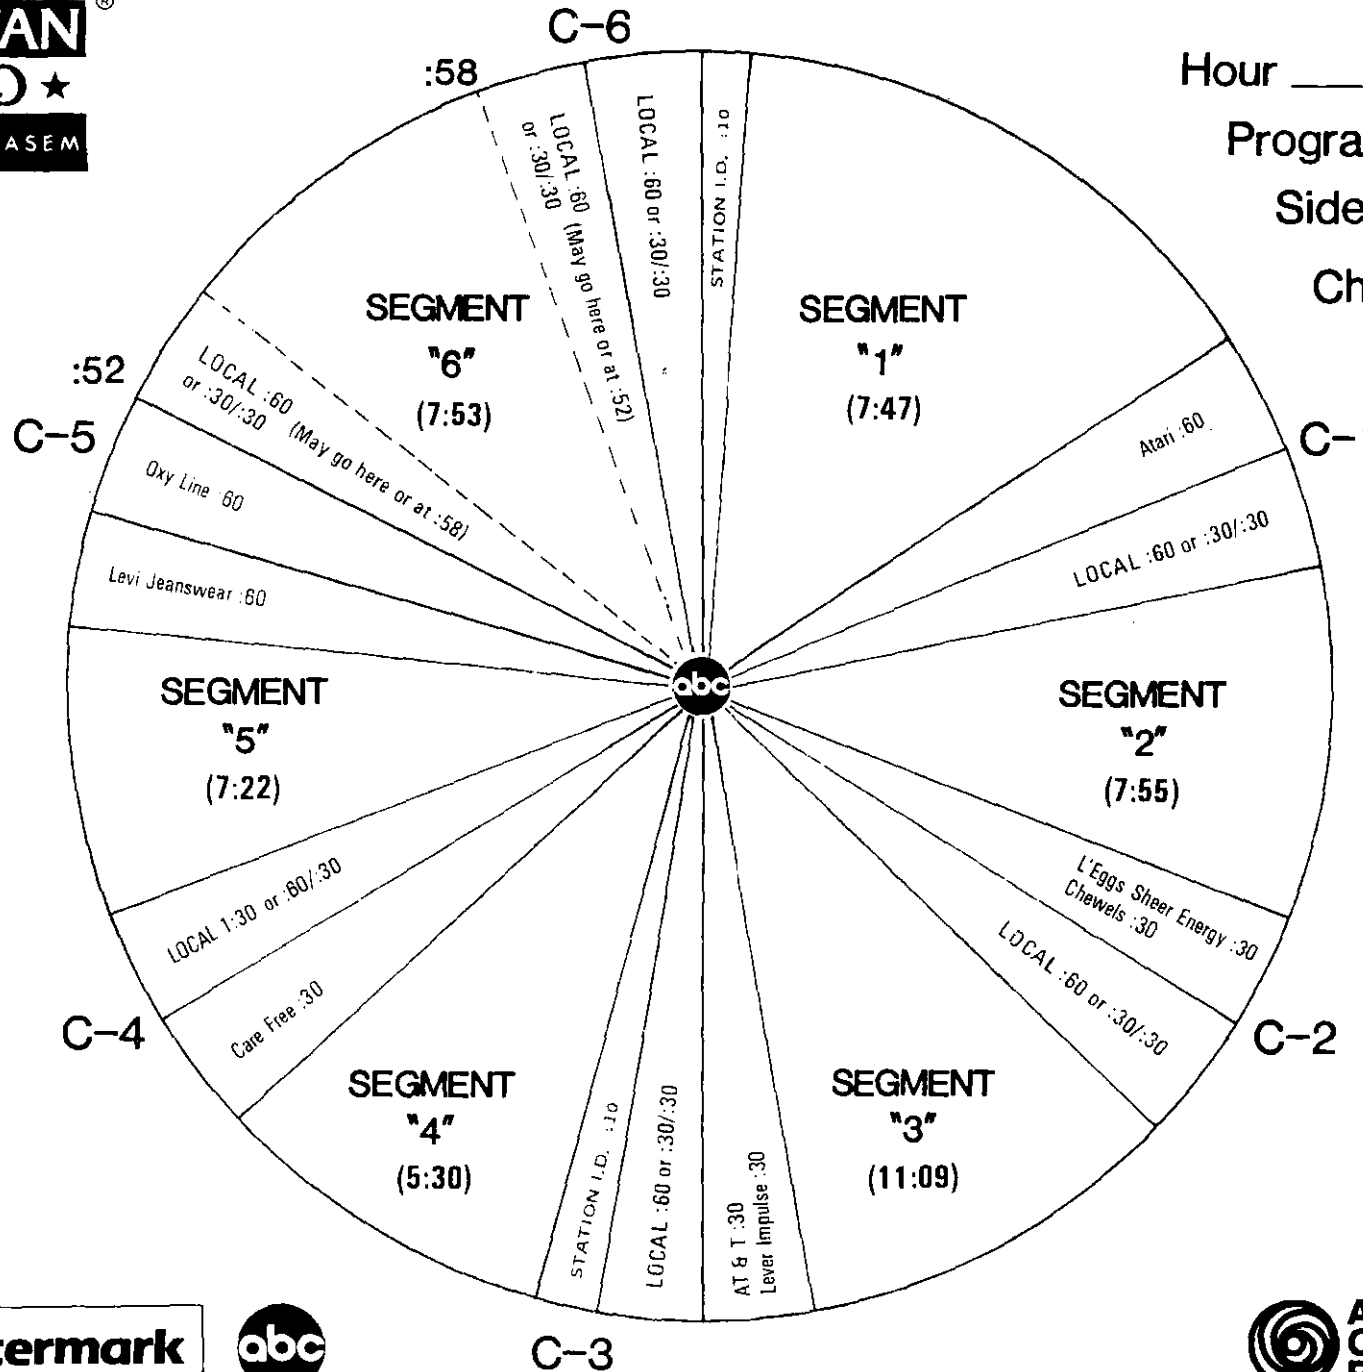 C-6
:58
Hour
ASEM
SEGMENT
"6"
(7:53)
LOCAL :60 (May go here or at :52)
or :30/:30
LOCAL :60 or :30/:30
STATION I.D. :10
SEGMENT
"1"
(7:47)
Atari :60
C-
LOCAL :60 or :30/:30
SEGMENT
"2"
(7:55)
L'Eggs Sheer Energy :30
Chewels :30
C-2
LOCAL :60 or :30/:30
SEGMENT
"3"
(11:09)
AT & T :30
Lever Impulse :30
LOCAL :60 or :30/:30
C-3
STATION I.D. :10
SEGMENT
"4"
(5:30)
Care Free :30
C-4
LOCAL 1:30 or :60/:30
SEGMENT
"5"
(7:22)
Levi Jeanswear :60
Oxy Line :60
C-5
:52
LOCAL :60 (May go here or at :58)
or :30/:30
abc
termark
abc